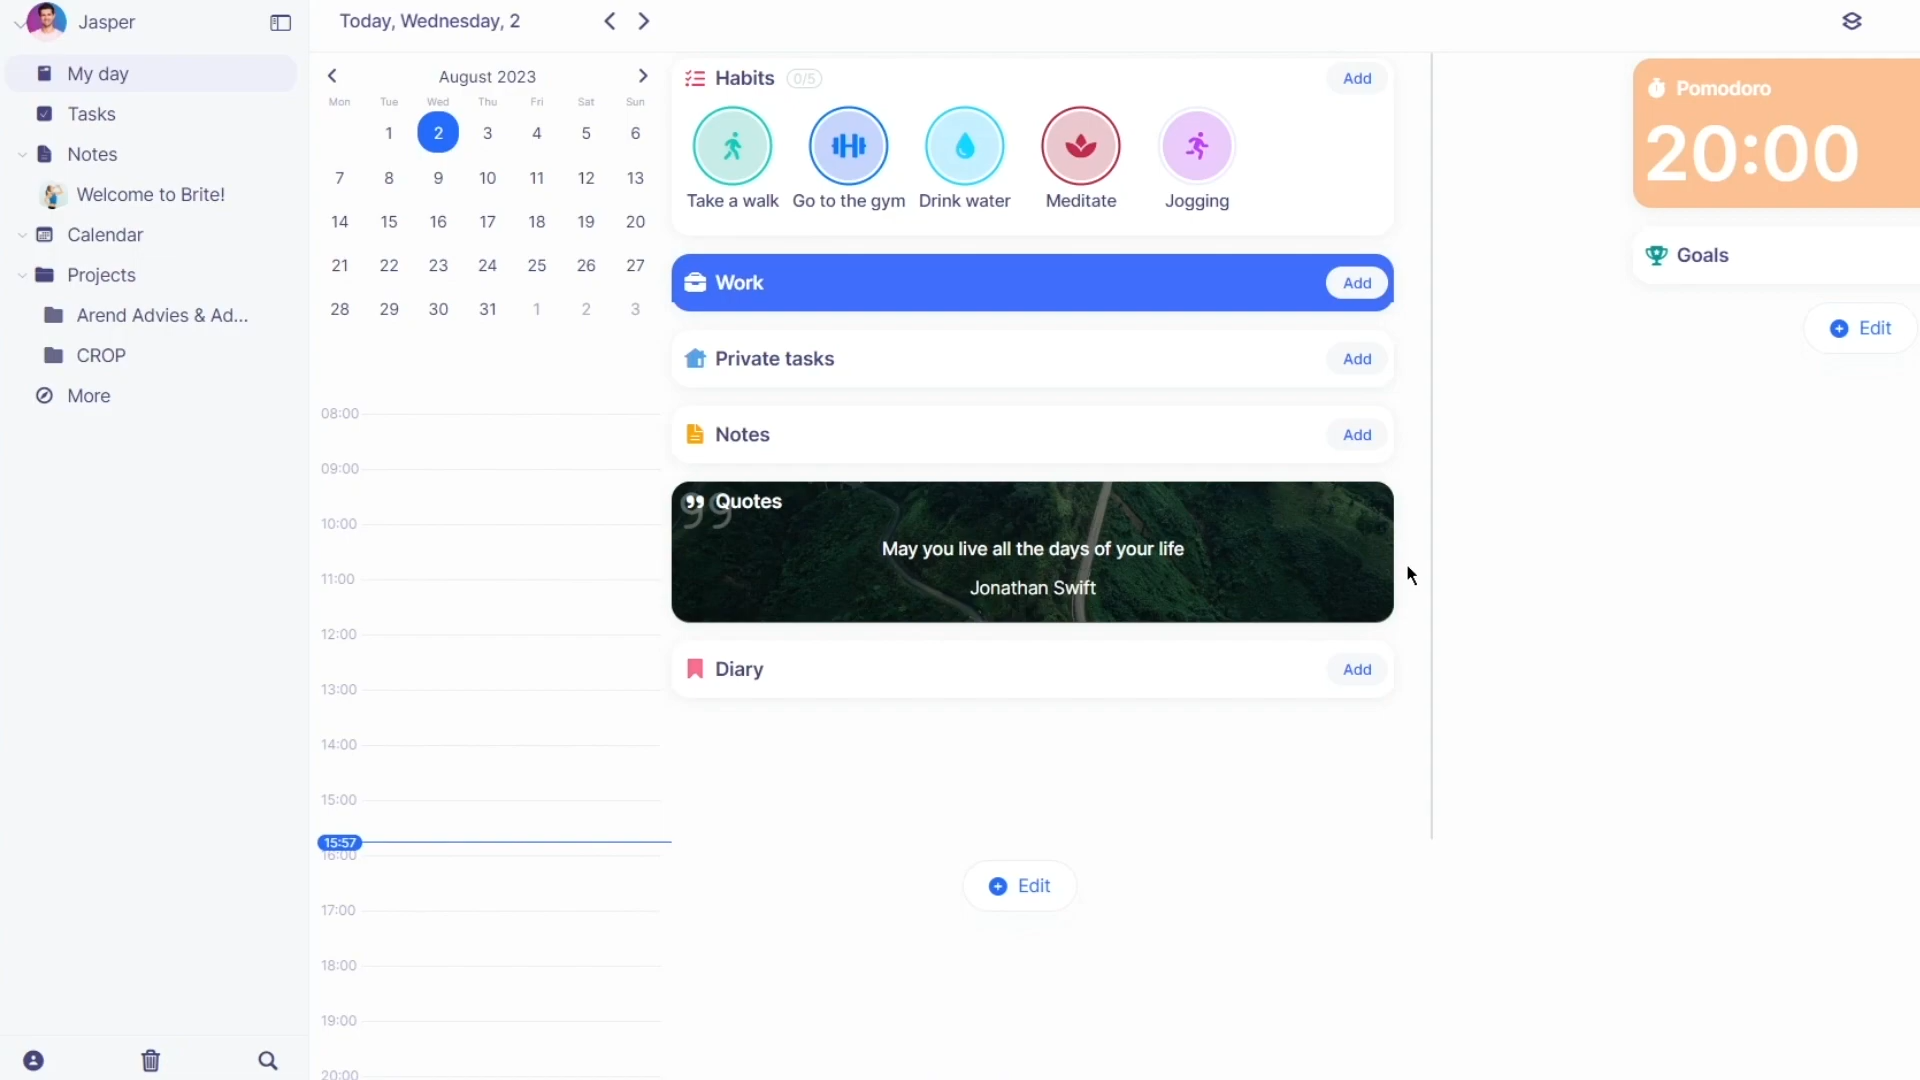 Jasper
My day
Tasks
Notes
Welcome to Brite!
Calendar
Projects
Arend Advies & Ad...
CROP
More
Today, Wednesday, 2
August 2023
Mon Tue Wed Thu Fri Sat Sun
1 2 3 4 5 6
7 8 9 10 11 12 13
14 15 16 17 18 19 20
21 22 23 24 25 26 27
28 29 30 31 1 2 3
08:00
09:00
10:00
11:00
12:00
13:00
14:00
15:00
15:57
16:00
17:00
18:00
19:00
20:00
Habits 0/5 Add
Take a walk Go to the gym Drink water Meditate Jogging
Work Add
Private tasks Add
Notes Add
Quotes
May you live all the days of your life
Jonathan Swift
Diary Add
Edit
Pomodoro
20:00
Goals
Edit